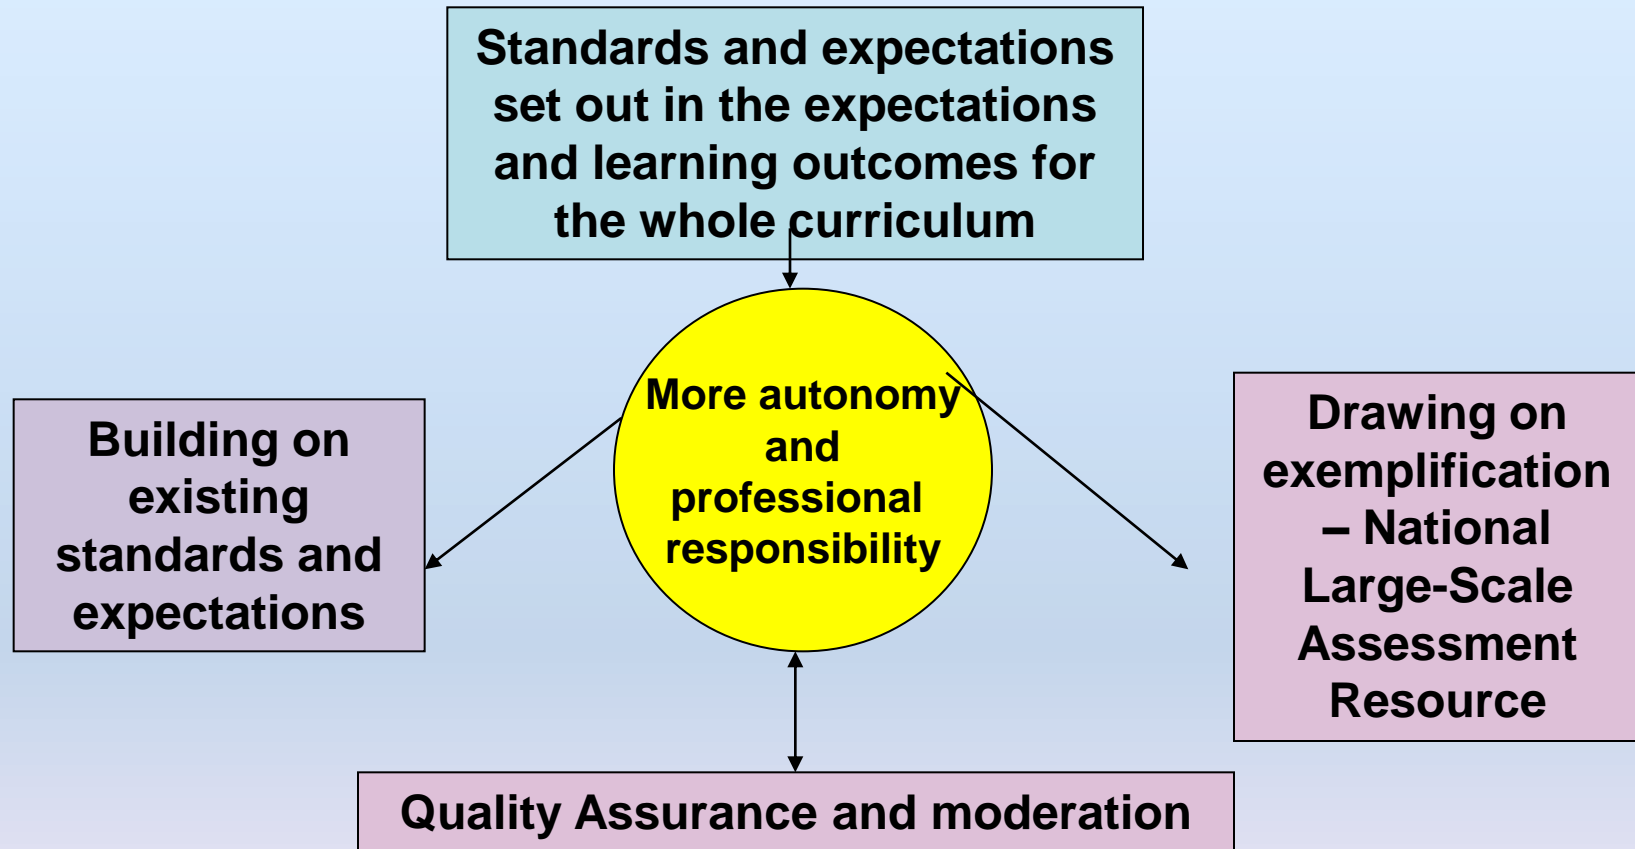 Standards and expectations
set out in the expectations
and learning outcomes for
the whole curriculum
More autonomy
and
professional
responsibility
Building on
existing
standards and
expectations
Drawing on
exemplification
– National
Large-Scale
Assessment
Resource
Quality Assurance and moderation